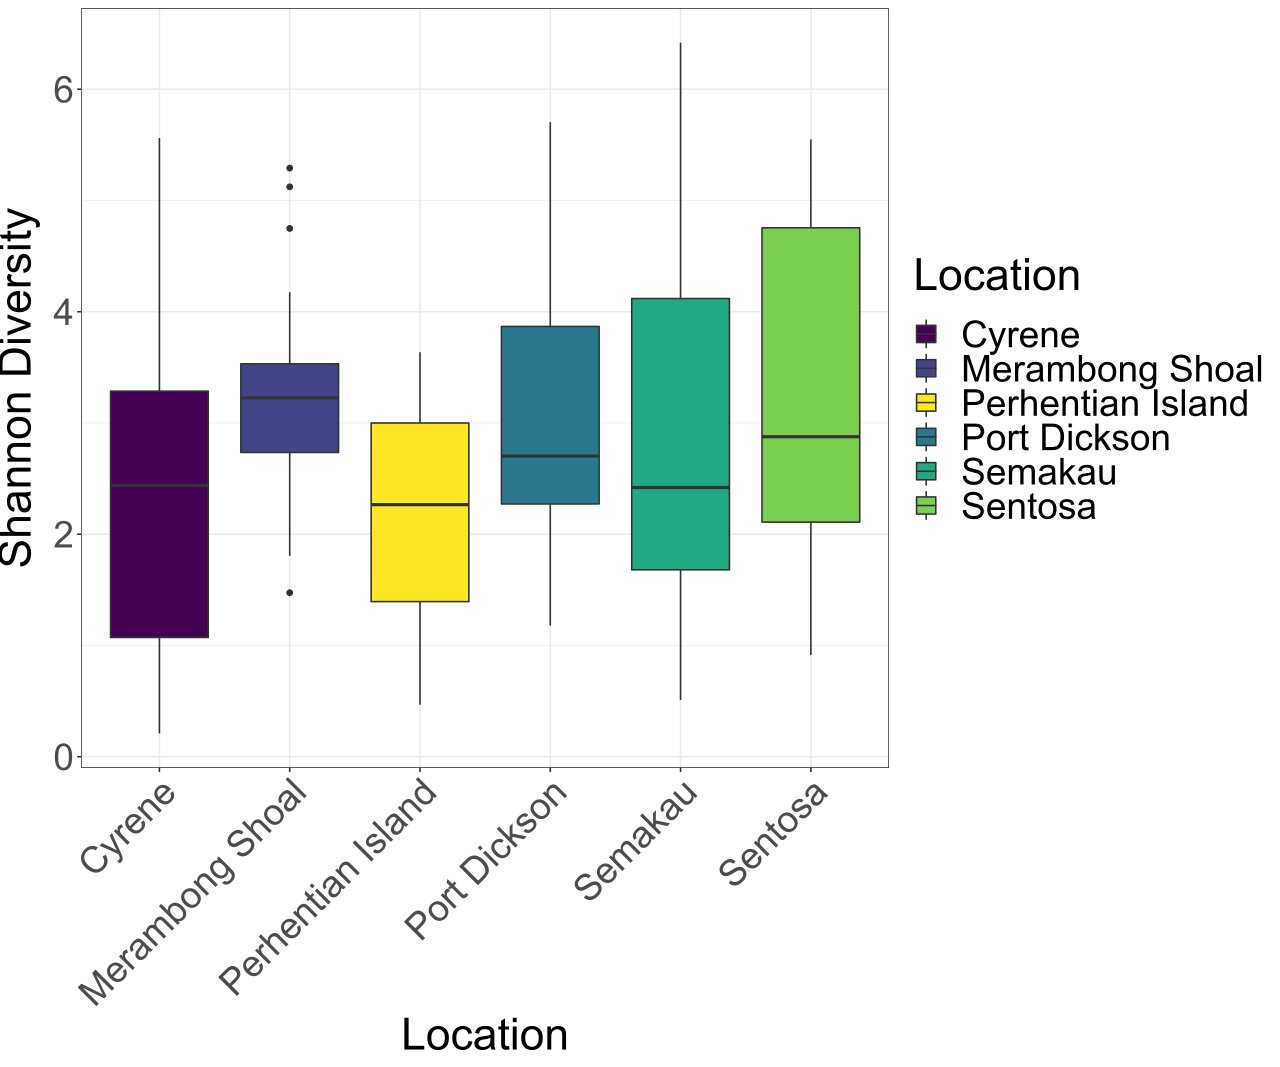 Shannon Diversity
6
4
2
0
Cyrene
Merambong Shoal
Perhentian Island
Port Dickson
Semakau
Sentosa
Location
Location
Cyrene
Merambong Shoal
Perhentian Island
Port Dickson
Semakau
Sentosa